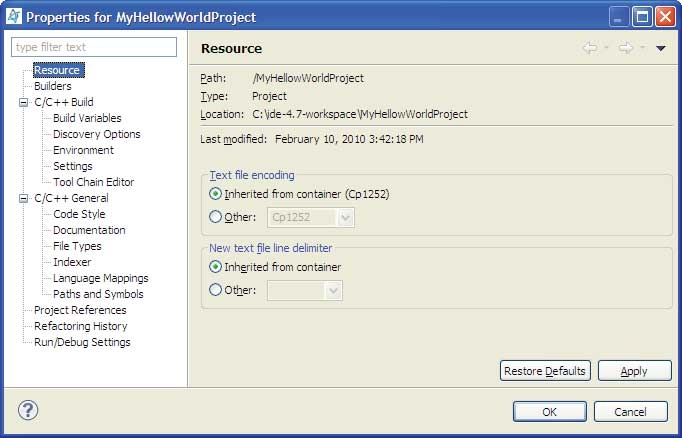 Properties for MyHellowWorldProject
type filter text
Resource
Builders
C/C++ Build
Build Variables
Discovery Options
Environment
Settings
Tool Chain Editor
C/C++ General
Code Style
Documentation
File Types
Indexer
Language Mappings
Paths and Symbols
Project References
Refactoring History
Run/Debug Settings
Resource
Path: /MyHellowWorldProject
Type: Project
Location: C:\ide-4.7-workspace\MyHellowWorldProject
Last modified: February 10, 2010 3:42:18 PM
Text file encoding
Inherited from container (Cp1252)
Other: Cp1252
New text file line delimiter
Inherited from container
Other:
Restore Defaults Apply
? OK Cancel